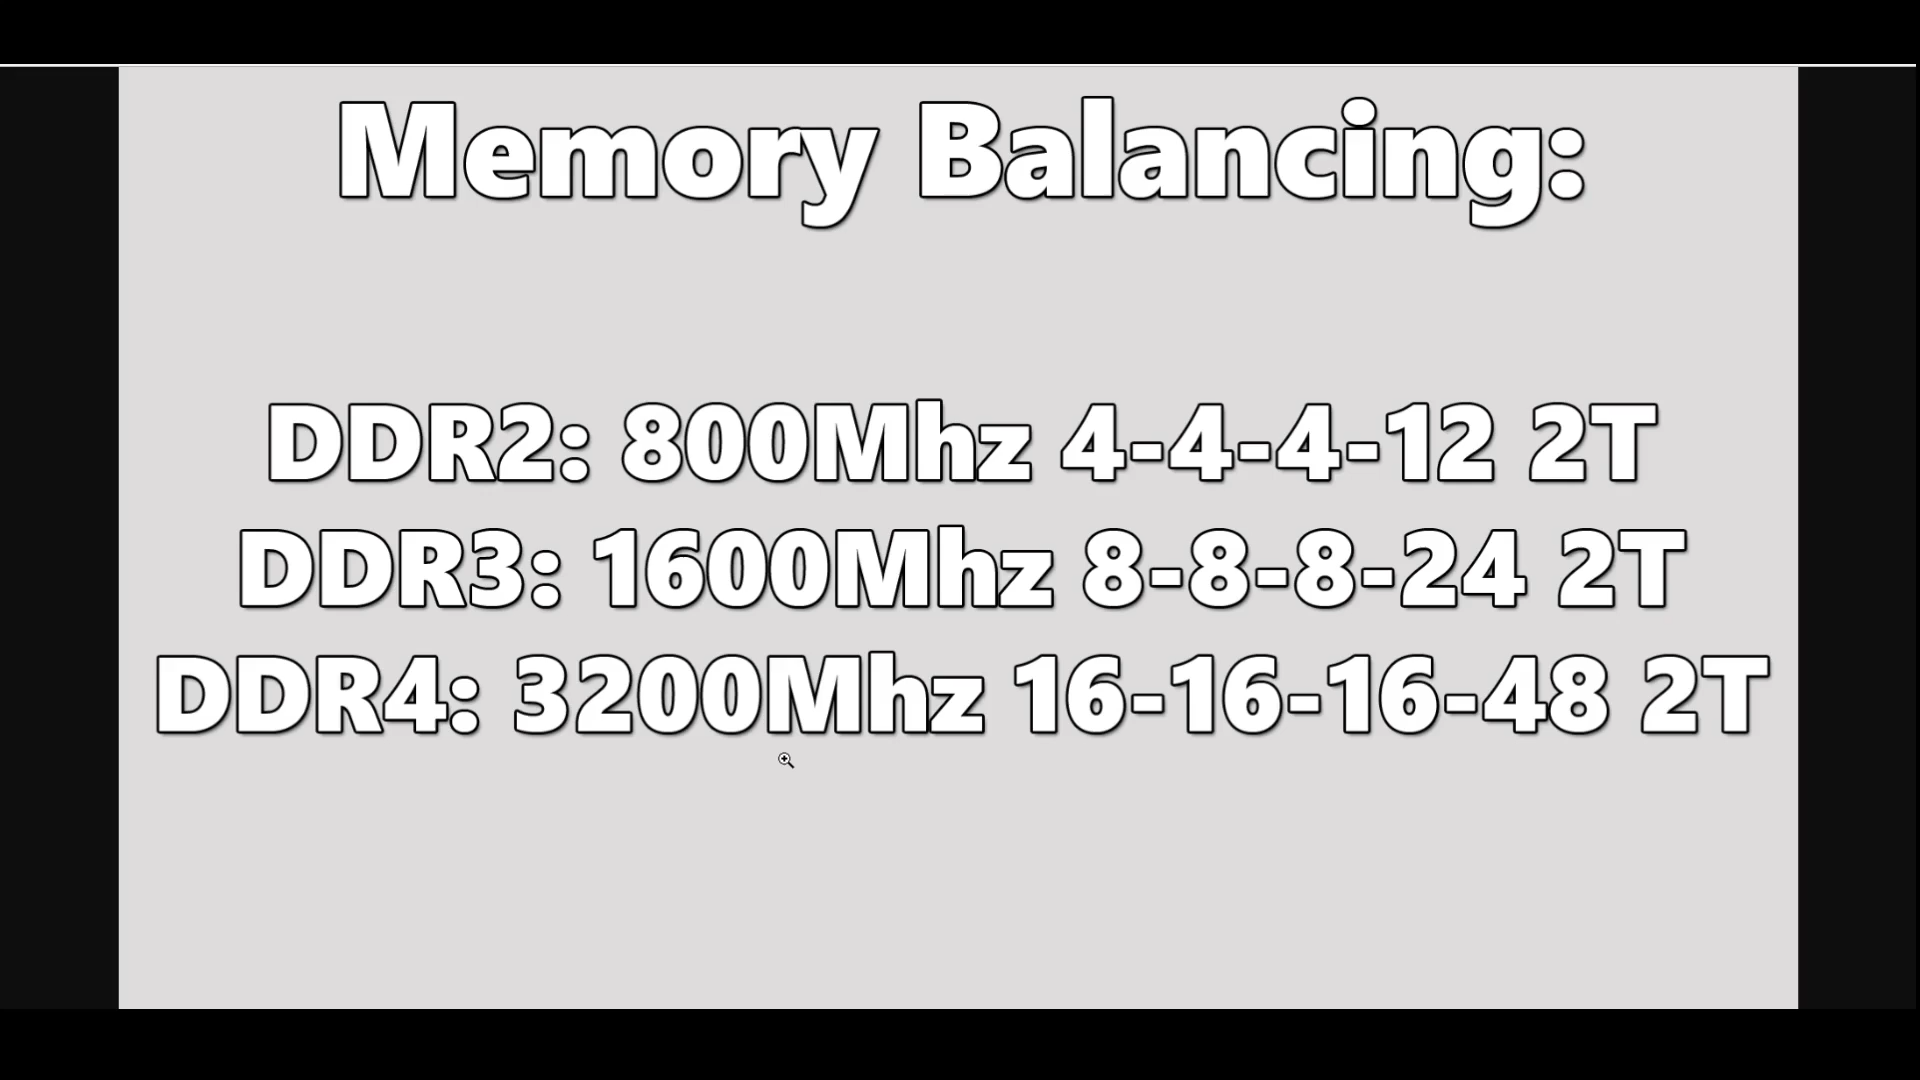 Memory Balancing:
DDR2: 800Mhz 4-4-4-12 2T
DDR3: 1600Mhz 8-8-8-24 2T
DDR4: 3200Mhz 16-16-16-48 2T